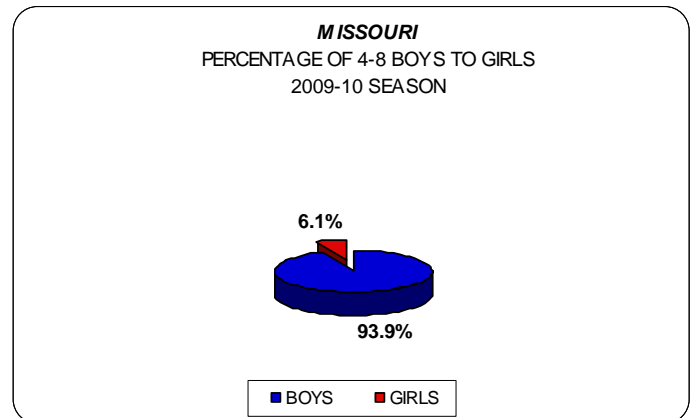 MISSOURI
PERCENTAGE OF 4-8 BOYS TO GIRLS
2009-10 SEASON
6.1%
93.9%
BOYS GIRLS